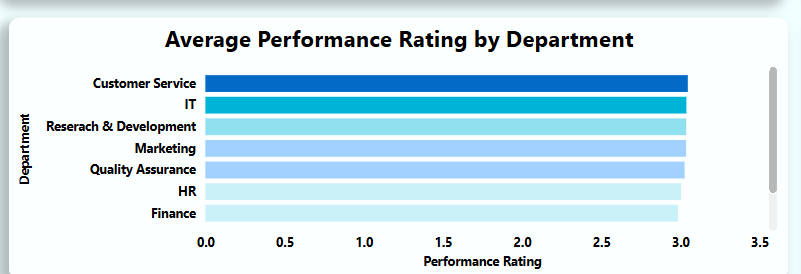 Average Performance Rating by Department
Department
Customer Service
IT
Reserach & Development
Marketing
Quality Assurance
HR
Finance
0.0 0.5 1.0 1.5 2.0 2.5 3.0 3.5
Performance Rating